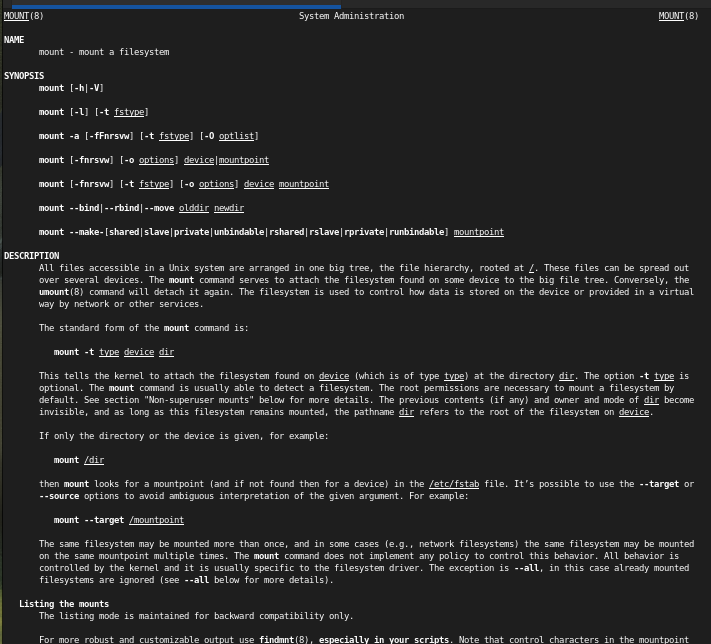 MOUNT(8) System Administration MOUNT(8)
NAME
mount - mount a filesystem
SYNOPSIS
mount [-h|-V]
mount [-l] [-t fstype]
mount -a [-fFnrsvw] [-t fstype] [-O optlist]
mount [-fnrsvw] [-o options] device|mountpoint
mount [-fnrsvw] [-t fstype] [-o options] device mountpoint
mount --bind|--rbind|--move olddir newdir
mount --make-[shared|slave|private|unbindable|rshared|rslave|rprivate|runbindable] mountpoint
DESCRIPTION
All files accessible in a Unix system are arranged in one big tree, the file hierarchy, rooted at /. These files can be spread out
over several devices. The mount command serves to attach the filesystem found on some device to the big file tree. Conversely, the
umount(8) command will detach it again. The filesystem is used to control how data is stored on the device or provided in a virtual
way by network or other services.
The standard form of the mount command is:
mount -t type device dir
This tells the kernel to attach the filesystem found on device (which is of type type) at the directory dir. The option -t type is
optional. The mount command is usually able to detect a filesystem. The root permissions are necessary to mount a filesystem by
default. See section "Non-superuser mounts" below for more details. The previous contents (if any) and owner and mode of dir become
invisible, and as long as this filesystem remains mounted, the pathname dir refers to the root of the filesystem on device.
If only the directory or the device is given, for example:
mount /dir
then mount looks for a mountpoint (and if not found then for a device) in the /etc/fstab file. It’s possible to use the --target or
--source options to avoid ambiguous interpretation of the given argument. For example:
mount --target /mountpoint
The same filesystem may be mounted more than once, and in some cases (e.g., network filesystems) the same filesystem may be mounted
on the same mountpoint multiple times. The mount command does not implement any policy to control this behavior. All behavior is
controlled by the kernel and it is usually specific to the filesystem driver. The exception is --all, in this case already mounted
filesystems are ignored (see --all below for more details).
Listing the mounts
The listing mode is maintained for backward compatibility only.
For more robust and customizable output use findmnt(8), especially in your scripts. Note that control characters in the mountpoint